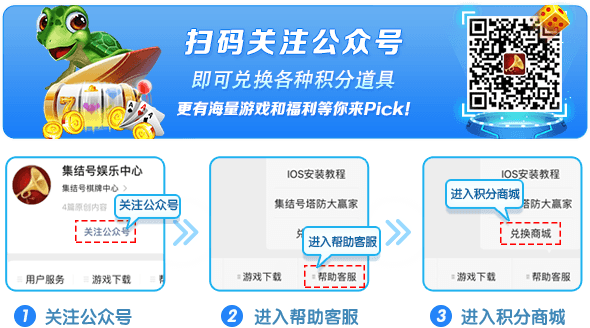 扫码关注公众号
即可兑换各种积分道具
更有海量游戏和福利等你来Pick!
集结号娱乐中心
集结号棋牌中心 >
4篇原创内容
关注公众号
关注公众号
用户服务
游戏下载
帮
① 关注公众号
IOS安装教程
集结号塔防大赢家
兑
进入帮助客服
游戏下载
帮助客服
② 进入帮助客服
IOS安装教程
进入积分商城
塔防大赢家
兑换商城
游戏下载
帮助客服
③ 进入积分商城